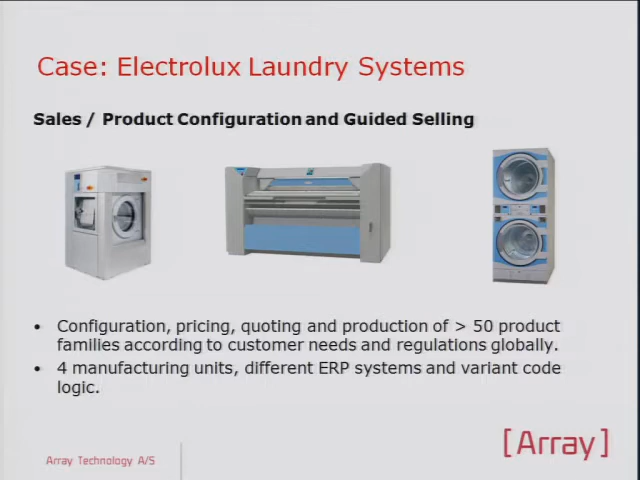 Case: Electrolux Laundry Systems
Sales / Product Configuration and Guided Selling
• Configuration, pricing, quoting and production of > 50 product
families according to customer needs and regulations globally.
• 4 manufacturing units, different ERP systems and variant code
logic.
[Array]
Array Technology A/S